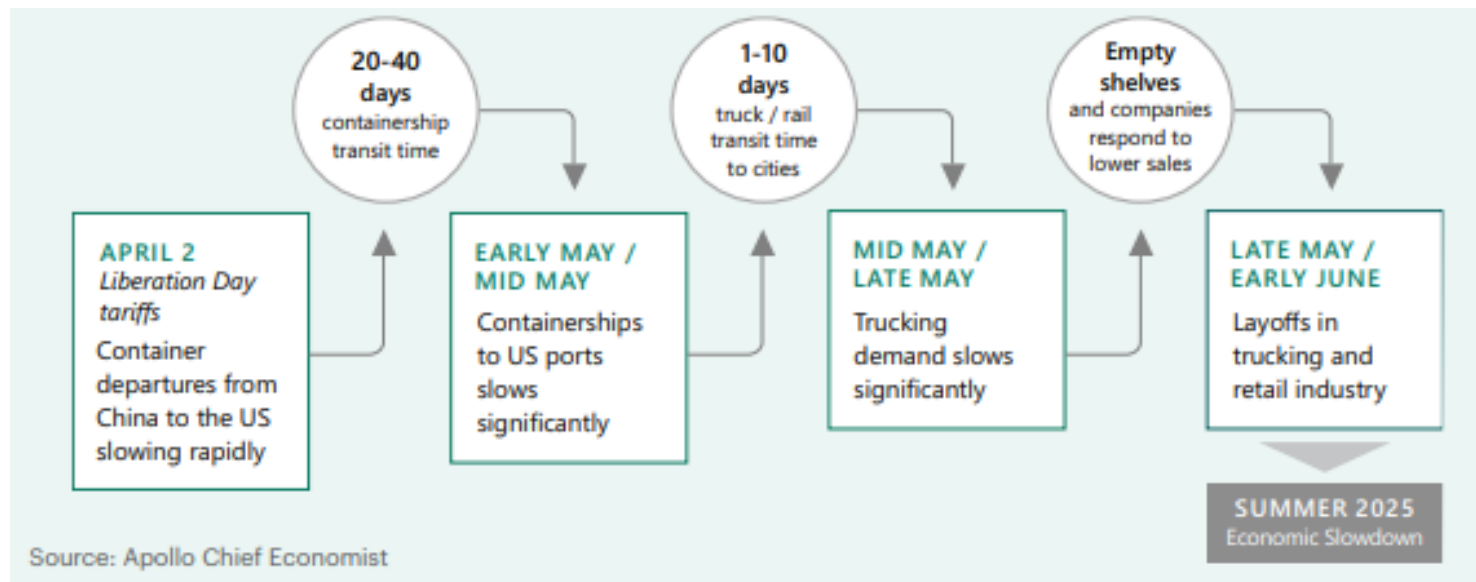 20-40
days
containership
transit time
1-10
days
truck / rail
transit time
to cities
Empty
shelves
and companies
respond to
lower sales
APRIL 2
Liberation Day
tariffs
Container
departures from
China to the US
slowing rapidly
EARLY MAY /
MID MAY
Containerships
to US ports
slows
significantly
MID MAY /
LATE MAY
Trucking
demand slows
significantly
LATE MAY /
EARLY JUNE
Layoffs in
trucking and
retail industry
SUMMER 2025
Economic Slowdown
Source: Apollo Chief Economist